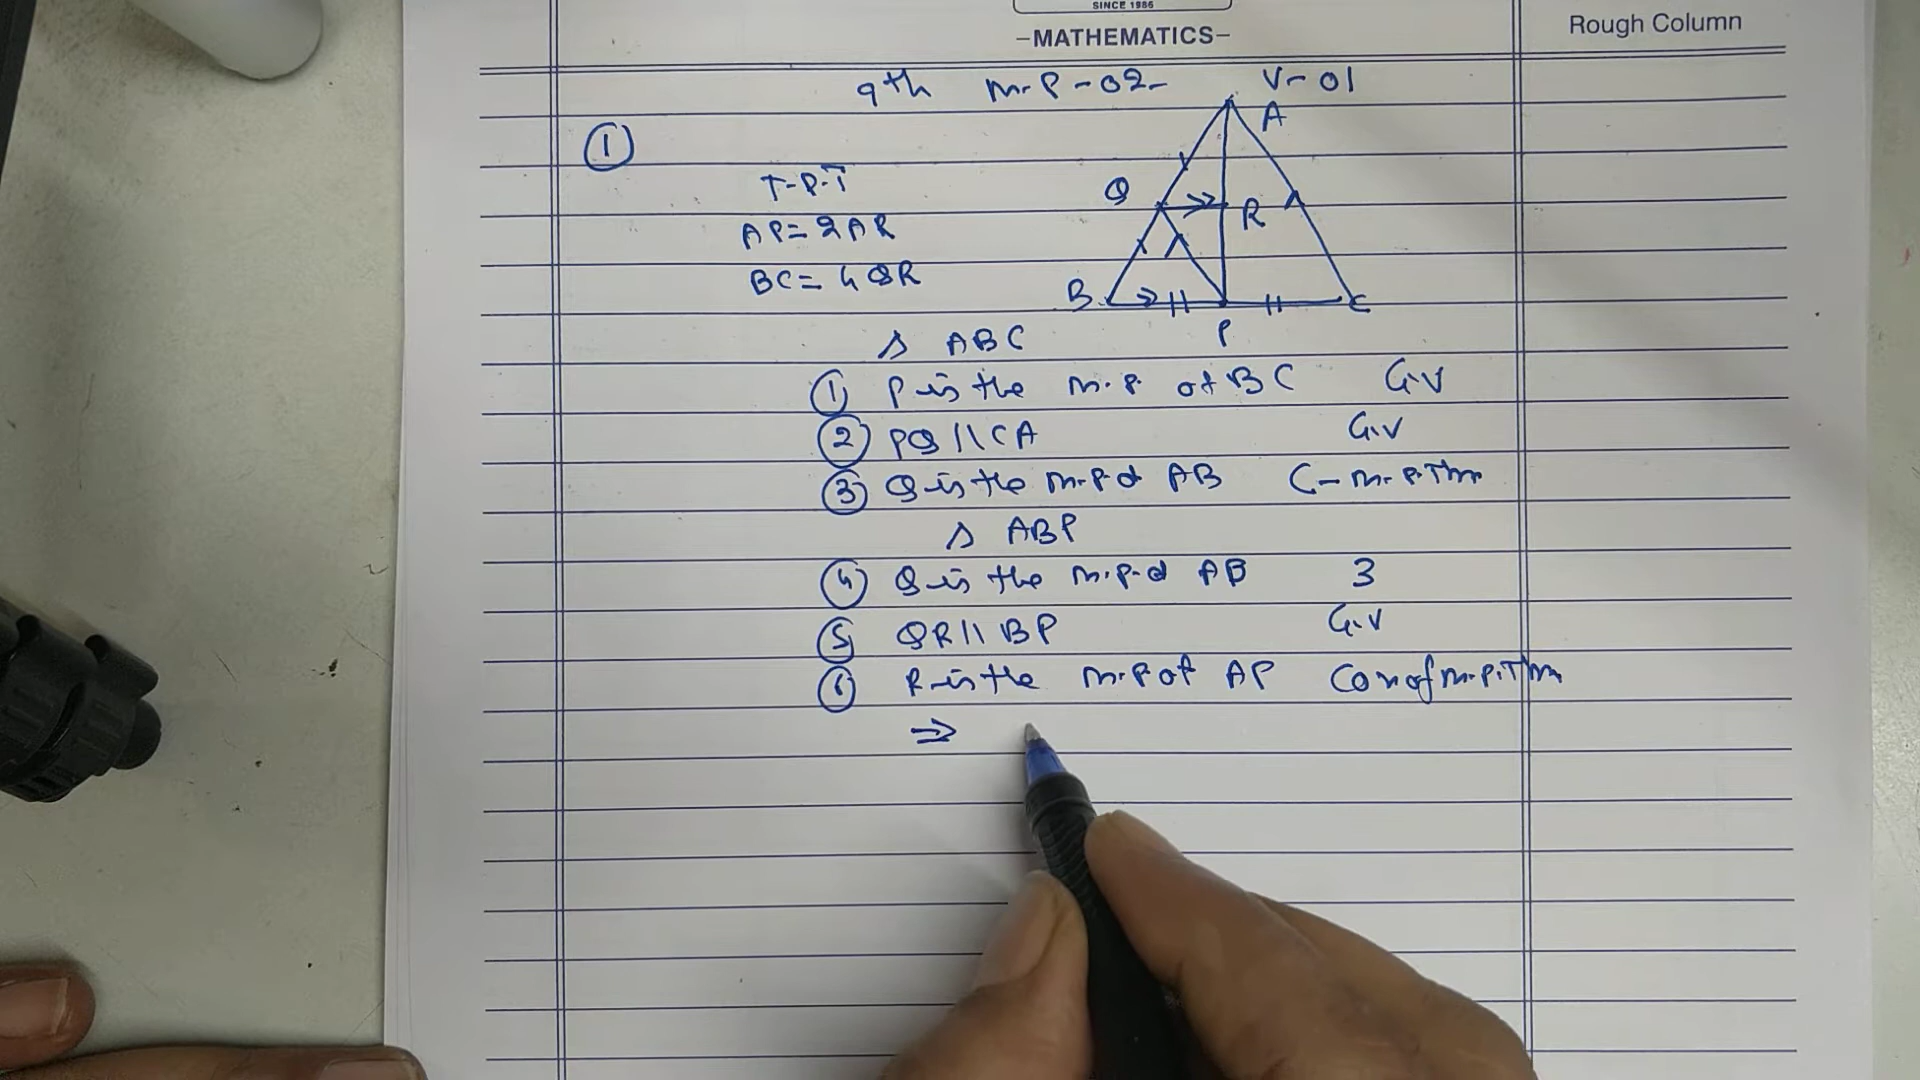 SINCE 1986
-MATHEMATICS-
Rough Column
9th M.P-02- V-01
①
T-P-T
AP=2AR
BC=4QR
A
Q
R
B
P
C
Δ ABC
① P is the m.p. of BC G.V
② PQ || CA G.V
③ Q is the m.p of AB C-m.p.Thm
Δ ABP
④ Q is the m.p-of AB 3
⑤ QR || BP G.V
⑥ R is the m.p of AP Con of m.p.Thm
⇒